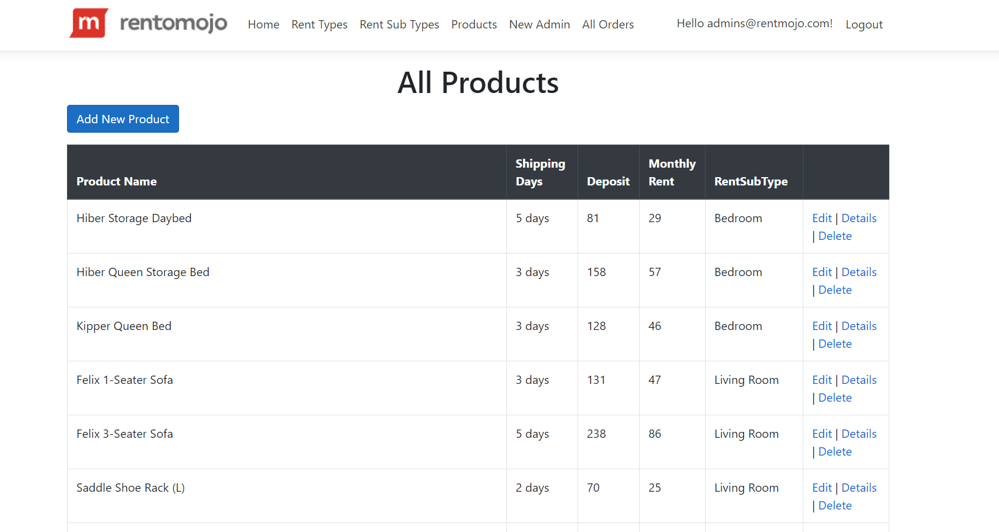 m rentomojo Home Rent Types Rent Sub Types Products New Admin All Orders Hello admins@rentmojo.com! Logout
All Products
Add New Product
Product Name Shipping Days Deposit Monthly Rent RentSubType
Hiber Storage Daybed 5 days 81 29 Bedroom Edit | Details
| Delete
Hiber Queen Storage Bed 3 days 158 57 Bedroom Edit | Details
| Delete
Kipper Queen Bed 3 days 128 46 Bedroom Edit | Details
| Delete
Felix 1-Seater Sofa 3 days 131 47 Living Room Edit | Details
| Delete
Felix 3-Seater Sofa 5 days 238 86 Living Room Edit | Details
| Delete
Saddle Shoe Rack (L) 2 days 70 25 Living Room Edit | Details
| Delete